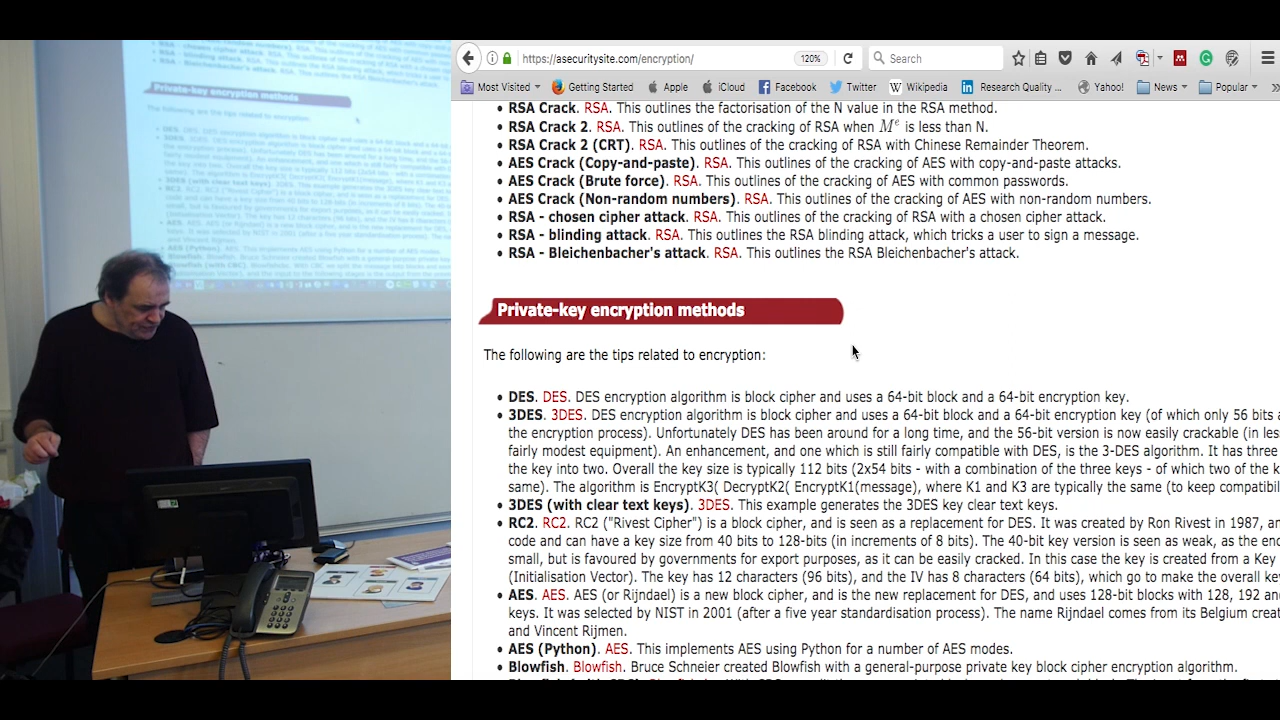 https://asecuritysite.com/encryption/
120%
Search
Most Visited
Getting Started
Apple
iCloud
Facebook
Twitter
Wikipedia
Research Quality ...
Yahoo!
News
Popular
RSA Crack. RSA. This outlines the factorisation of the N value in the RSA method.
RSA Crack 2. RSA. This outlines of the cracking of RSA when Mᵉ is less than N.
RSA Crack 2 (CRT). RSA. This outlines of the cracking of RSA with Chinese Remainder Theorem.
AES Crack (Copy-and-paste). RSA. This outlines of the cracking of AES with copy-and-paste attacks.
AES Crack (Brute force). RSA. This outlines of the cracking of AES with common passwords.
AES Crack (Non-random numbers). RSA. This outlines of the cracking of AES with non-random numbers.
RSA - chosen cipher attack. RSA. This outlines of the cracking of RSA with a chosen cipher attack.
RSA - blinding attack. RSA. This outlines the RSA blinding attack, which tricks a user to sign a message.
RSA - Bleichenbacher's attack. RSA. This outlines the RSA Bleichenbacher's attack.
Private-key encryption methods
The following are the tips related to encryption:
DES. DES. DES encryption algorithm is block cipher and uses a 64-bit block and a 64-bit encryption key.
3DES. 3DES. DES encryption algorithm is block cipher and uses a 64-bit block and a 64-bit encryption key (of which only 56 bits a
the encryption process). Unfortunately DES has been around for a long time, and the 56-bit version is now easily crackable (in les
fairly modest equipment). An enhancement, and one which is still fairly compatible with DES, is the 3-DES algorithm. It has three
the key into two. Overall the key size is typically 112 bits (2x54 bits - with a combination of the three keys - of which two of the k
same). The algorithm is EncryptK3( DecryptK2( EncryptK1(message), where K1 and K3 are typically the same (to keep compatibil
3DES (with clear text keys). 3DES. This example generates the 3DES key clear text keys.
RC2. RC2. RC2 ("Rivest Cipher") is a block cipher, and is seen as a replacement for DES. It was created by Ron Rivest in 1987, an
code and can have a key size from 40 bits to 128-bits (in increments of 8 bits). The 40-bit key version is seen as weak, as the enc
small, but is favoured by governments for export purposes, as it can be easily cracked. In this case the key is created from a Key
(Initialisation Vector). The key has 12 characters (96 bits), and the IV has 8 characters (64 bits), which go to make the overall key
AES. AES. AES (or Rijndael) is a new block cipher, and is the new replacement for DES, and uses 128-bit blocks with 128, 192 an
keys. It was selected by NIST in 2001 (after a five year standardisation process). The name Rijndael comes from its Belgium creat
and Vincent Rijmen.
AES (Python). AES. This implements AES using Python for a number of AES modes.
Blowfish. Blowfish. Bruce Schneier created Blowfish with a general-purpose private key block cipher encryption algorithm.
Private-key encryption methods